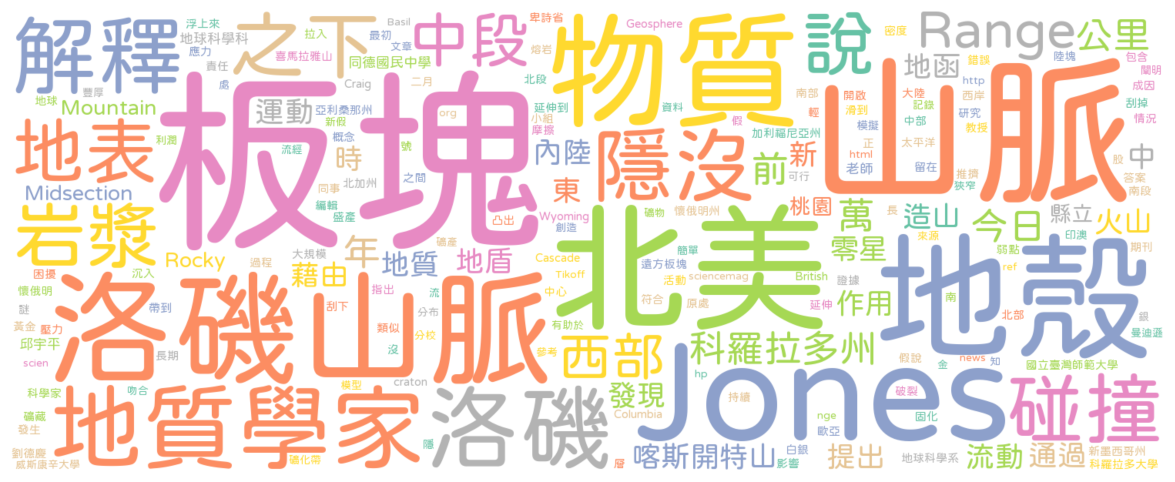 解釋
之下
中段
物質
說
Range
公里
板塊
山脈
地表
隱沒
北美
地殼
岩漿
洛磯山脈
地質學家
洛磯
Jones
碰撞
西部
科羅拉多州
今日
火山
造山
縣立
零星
萬
新
前
東
桃園
內陸
地函
中
時
年
運動
Mountain
Midsection
Rocky
藉由
地質
地盾
發現
作用
喀斯開特山
提出
流動
通過
浮上來
地球科學科
應力
拉入
最初
文章
Basil
卑詩省
熔岩
Geosphere
密度
陸塊
包含
闡明
成因
情況
錯誤
http
西岸
研究
教授
太平洋
留在
刮掉
股
答案
可行
狹窄
推擠
南段
地球
豐厚
責任
處
喜馬拉雅山
同德國民中學
Craig
二月
北段
延伸到
小組
摩擦
資料
假
加利福尼亞州
南部
輕
開啟
滑到
模擬
正
html
老師
大陸
記錄
中部
利潤
新假
亞利桑那州
概念
流經
號
org
之間
北加州
同事
編輯
盛產
凸出
Wyoming
創造
礦物
懷俄明州
長
來源
弱點
ref
期刊
印澳
困擾
沉入
過程
大規模
礦產
指出
Cascade
Tikoff
中心
簡單
遠方板塊
活動
sciencemag
符合
原處
British
證據
延伸
南
北部
曼迪遜
銀
懷俄明
謎
帶到
黃金
壓力
邱宇平
scien
長期
分布
刮下
類似
沒
流
分校
有助於
參考
假說
news
知
金
國立臺灣師範大學
科學家
吻合
模型
craton
Columbia
hp
持續
破裂
固化
nge
歐亞
礦藏
發生
劉德慶
威斯康辛大學
礦化帶
隱
層
白銀
影響
地球科學系
新墨西哥州
科羅拉多大學